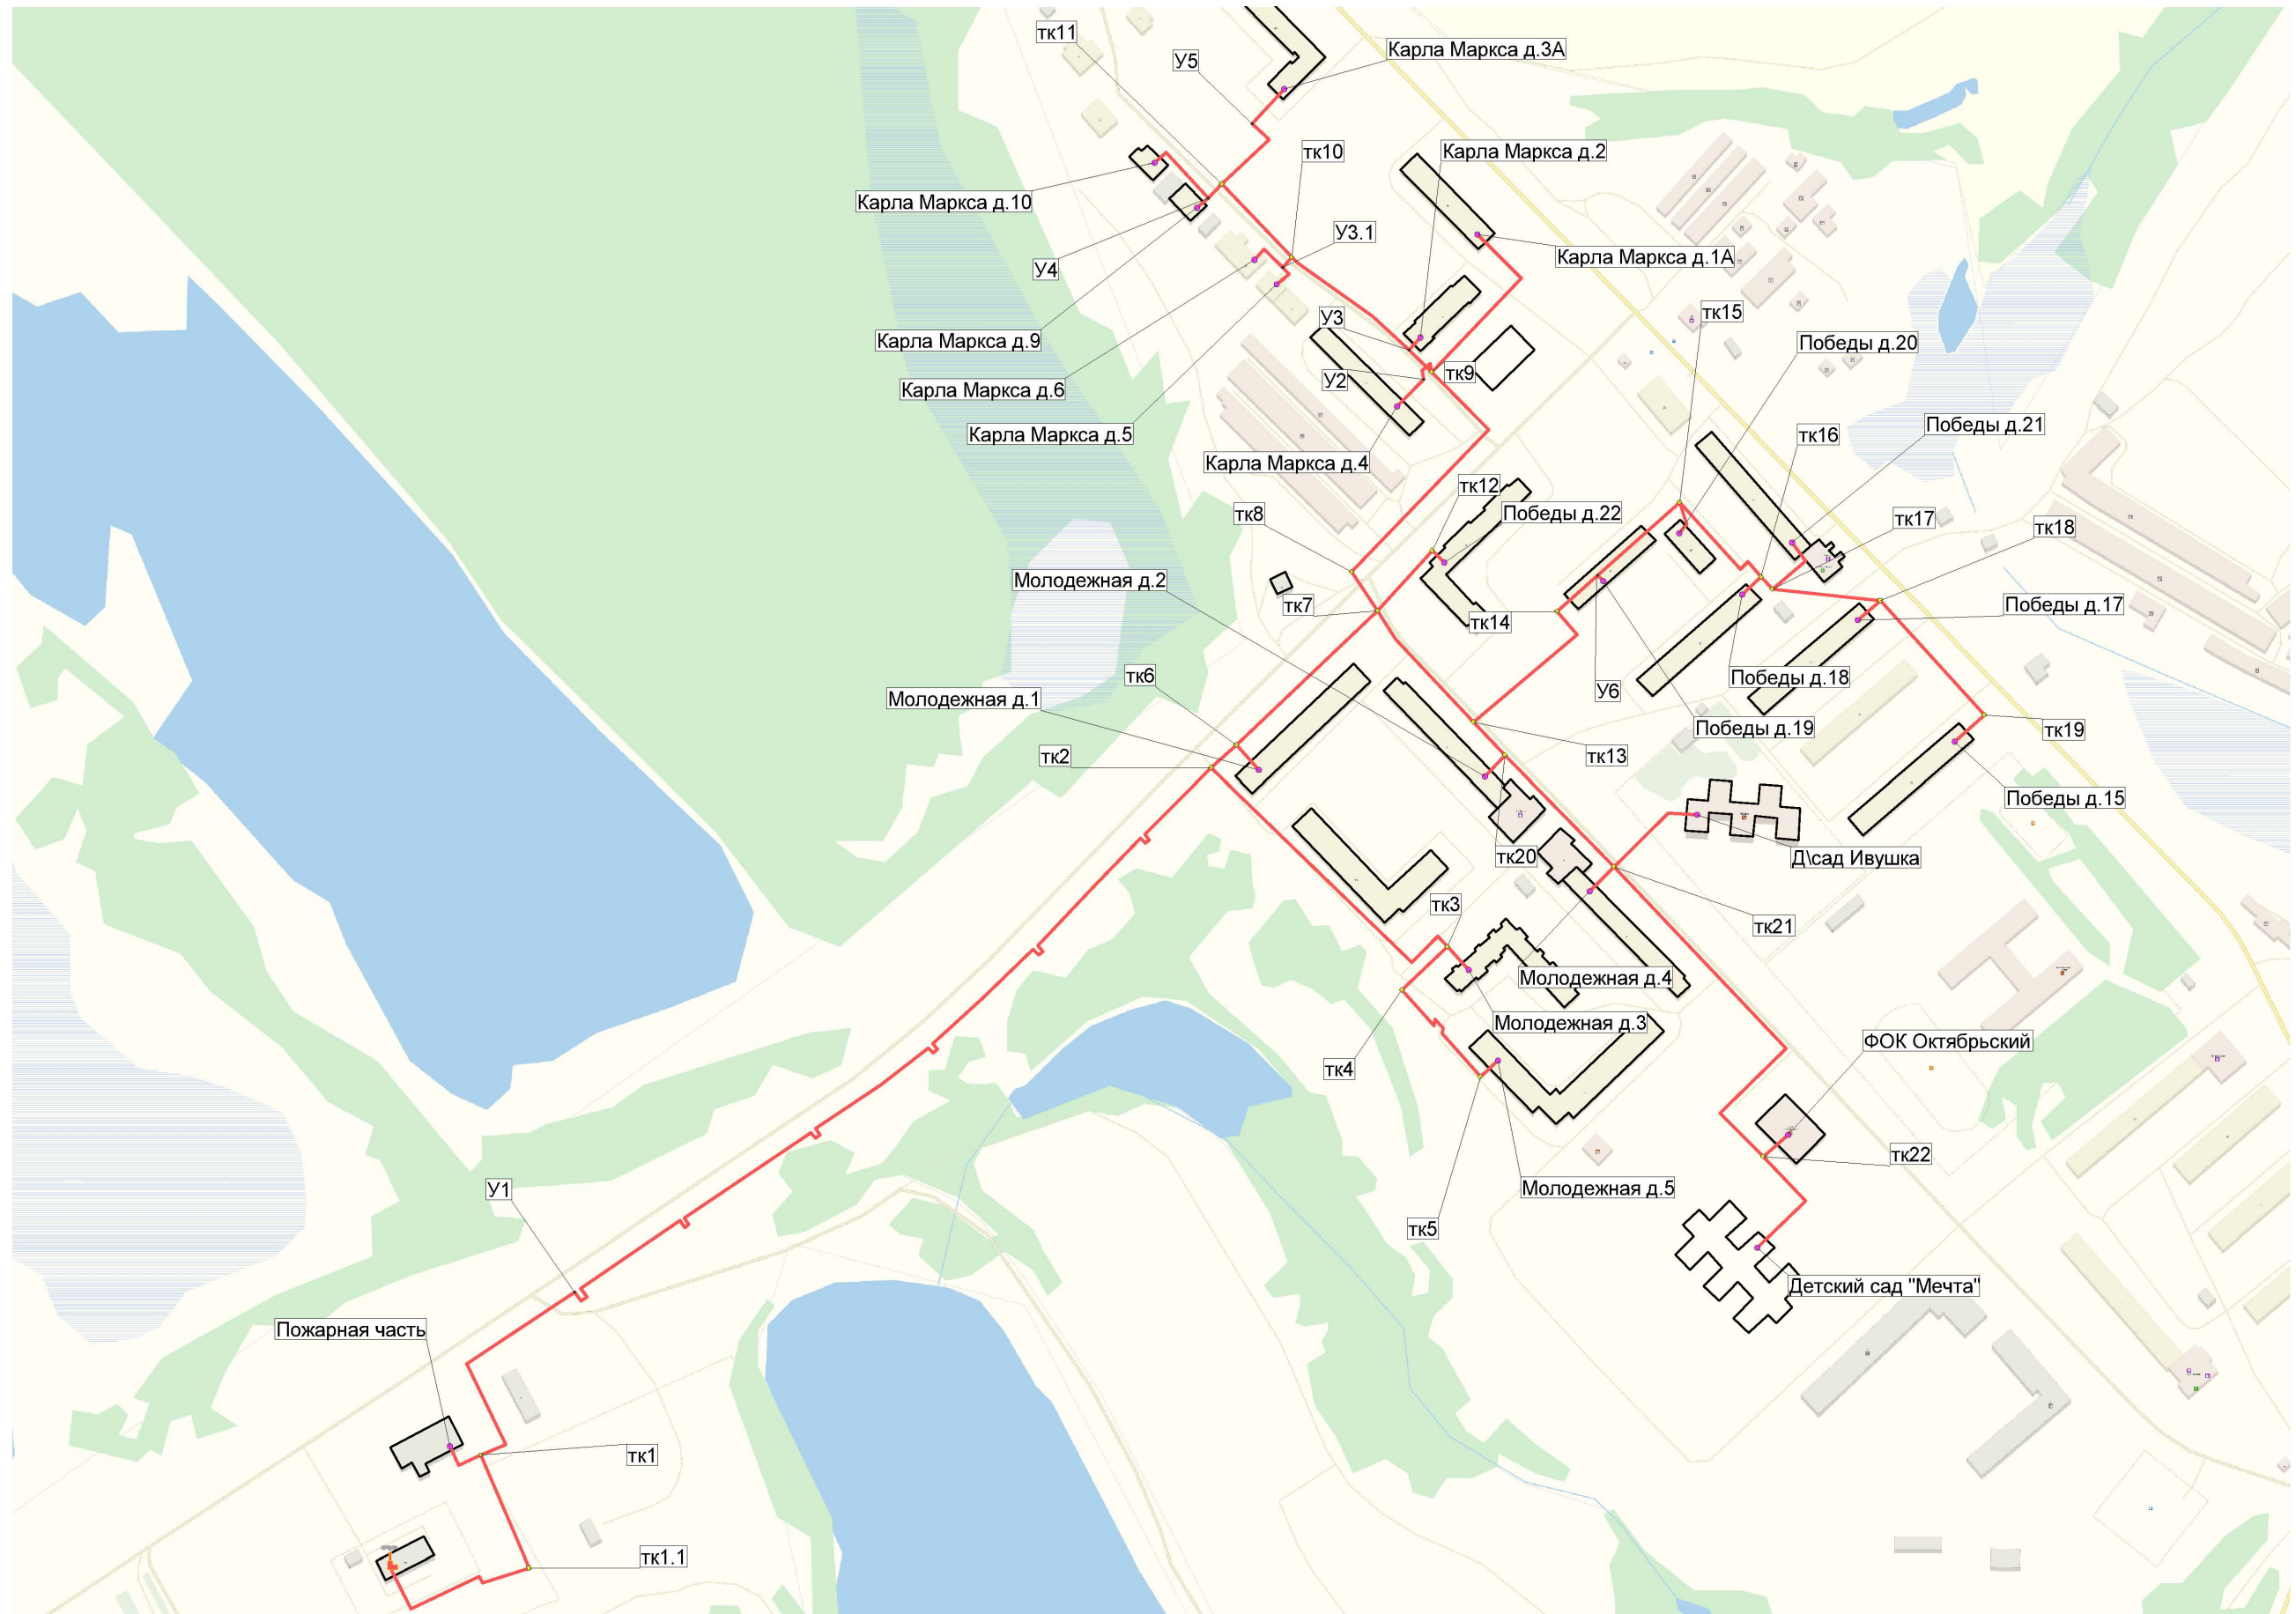 тк11
Карла Маркса д.3А
У5
тк10
Карла Маркса д.2
Карла Маркса д.10
У3.1
Карла Маркса д.1А
У4
тк15
У3
Карла Маркса д.9
Победы д.20
тк9
У2
Карла Маркса д.6
Победы д.21
Карла Маркса д.5
тк16
Карла Маркса д.4
тк12
тк8
Победы д.22
тк17
тк18
Молодежная д.2
тк7
Победы д.17
тк14
тк6
Победы д.18
У6
Молодежная д.1
Победы д.19
тк19
тк2
тк13
Победы д.15
тк20
Д\сад Ивушка
тк3
тк21
Молодежная д.4
Молодежная д.3
ФОК Октябрьский
тк4
тк22
У1
Молодежная д.5
тк5
Детский сад "Мечта"
Пожарная часть
тк1
тк1.1